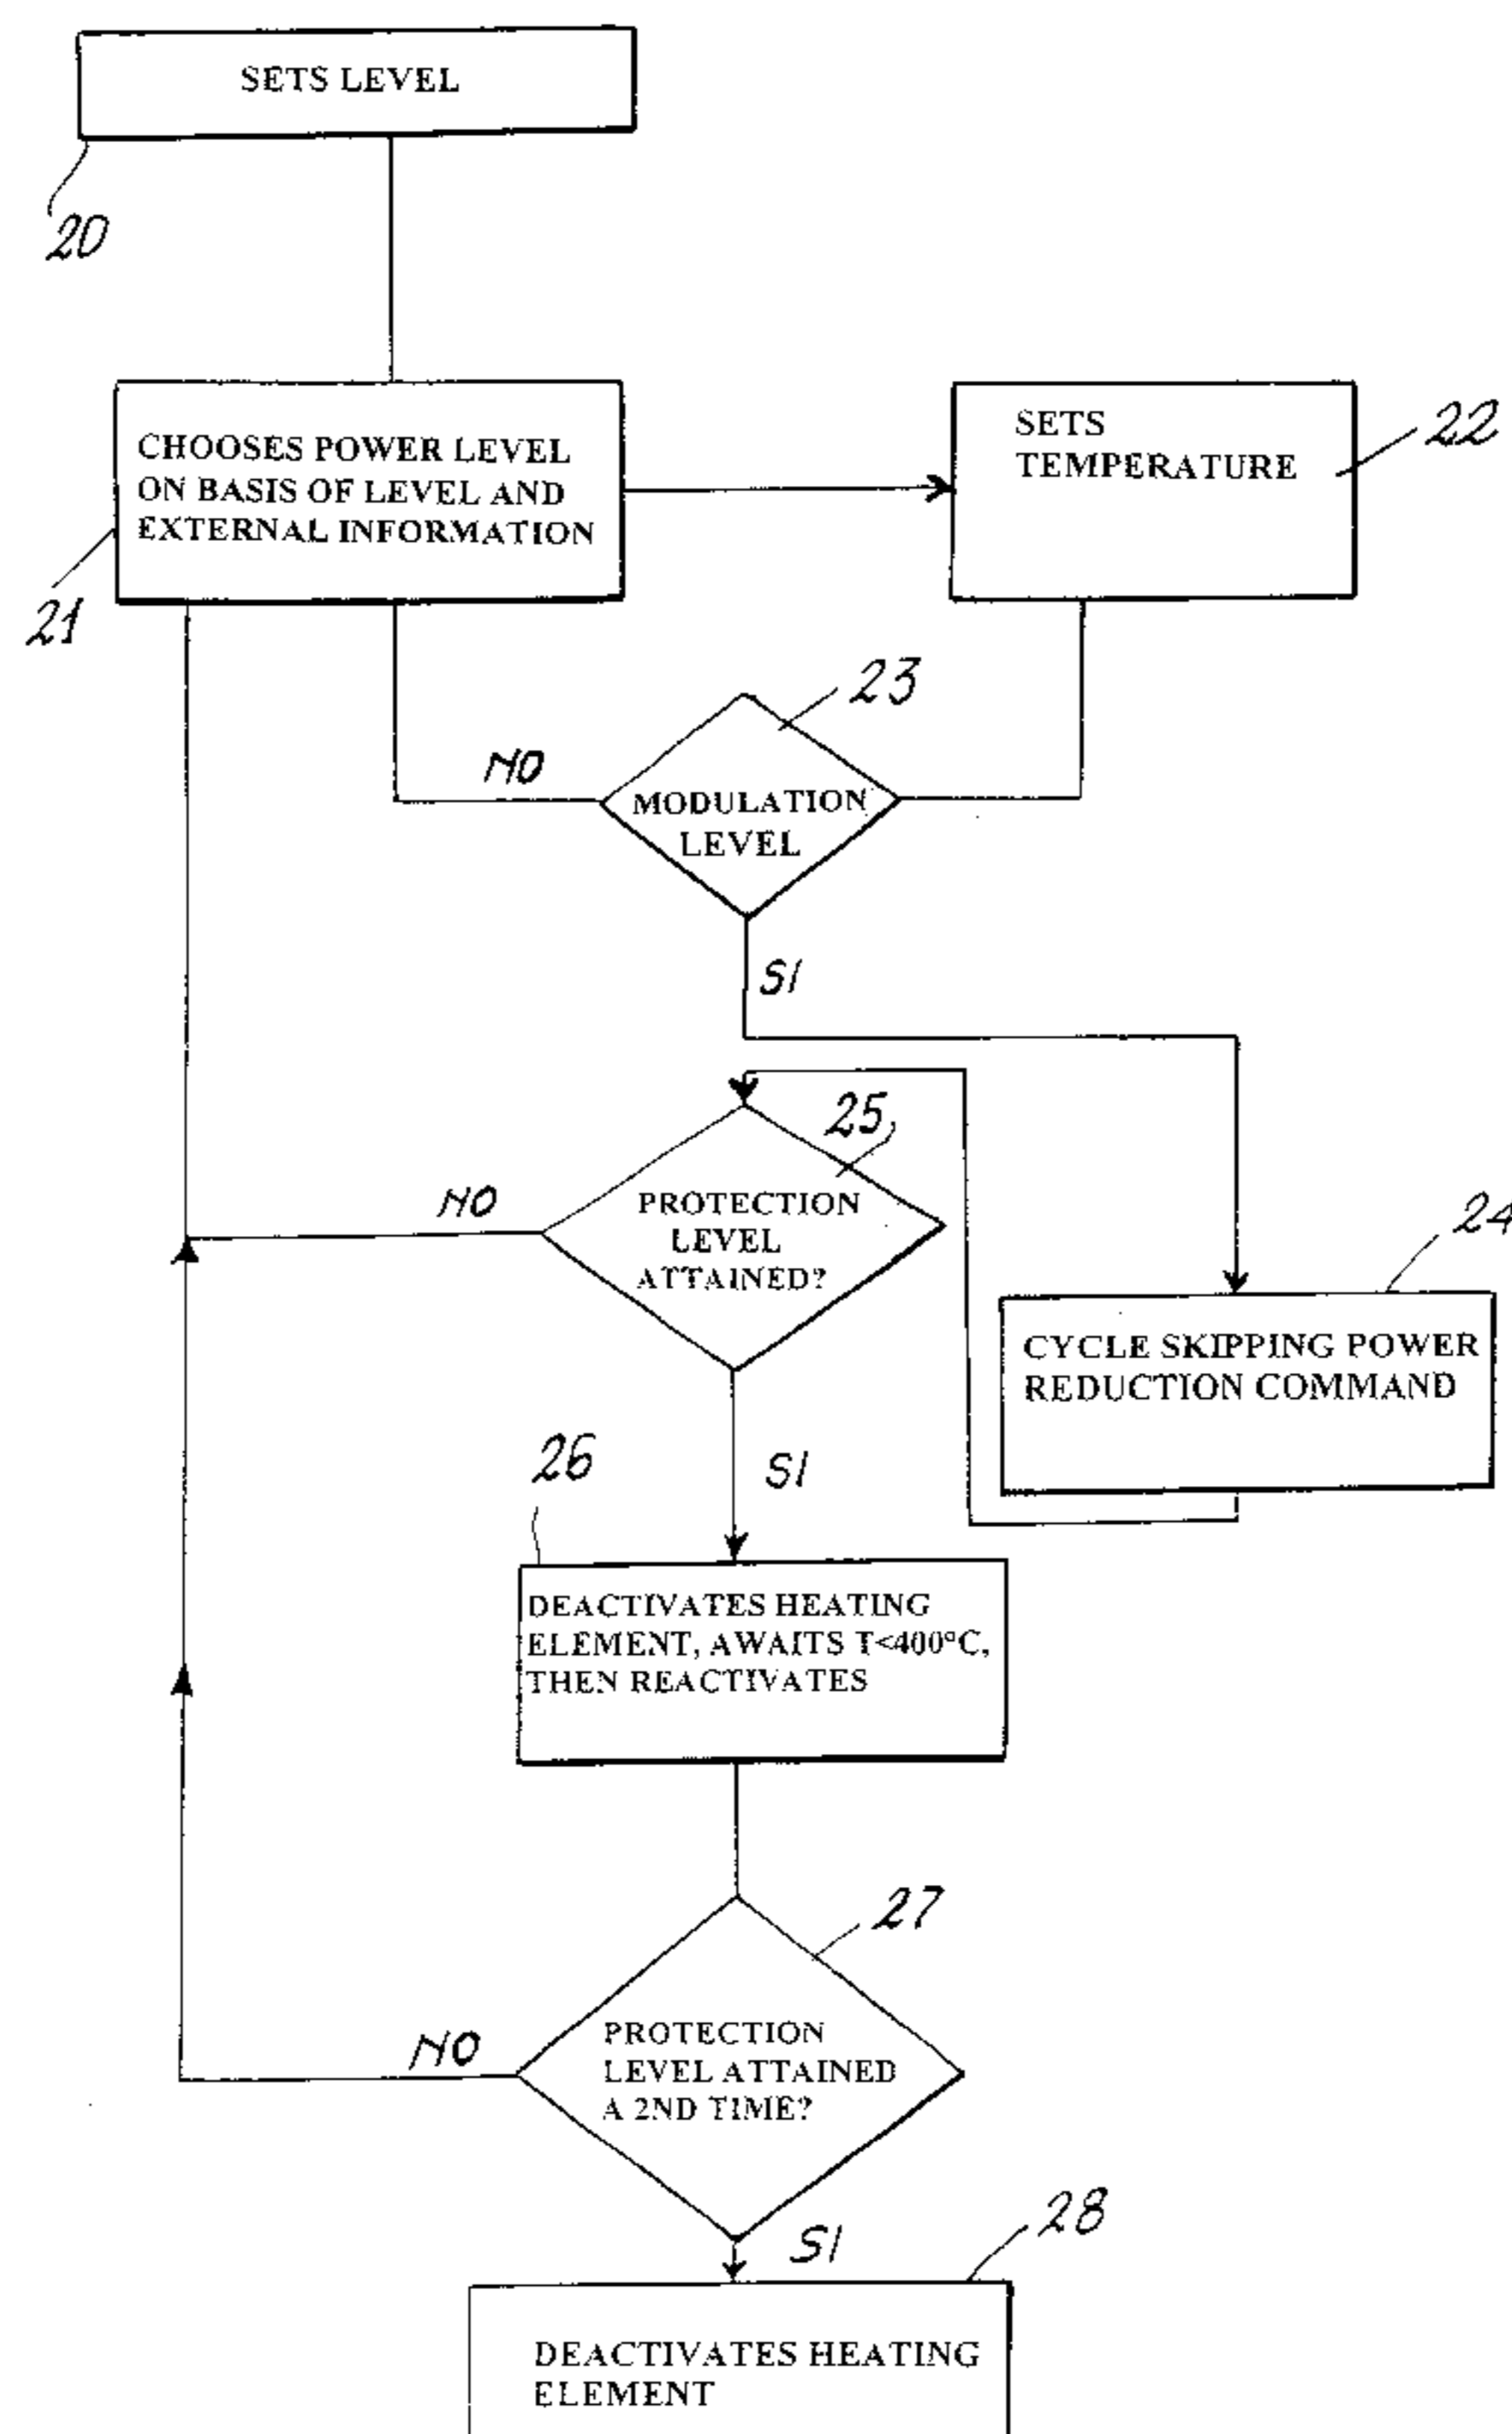 SETS LEVEL
20
CHOOSES POWER LEVEL
ON BASIS OF LEVEL AND
EXTERNAL INFORMATION
21
SETS
TEMPERATURE
22
23
NO
MODULATION
LEVEL
SI
25
NO
PROTECTION
LEVEL
ATTAINED?
24
CYCLE SKIPPING POWER
REDUCTION COMMAND
SI
26
DEACTIVATES HEATING
ELEMENT, AWAITS T<400°C,
THEN REACTIVATES
27
NO
PROTECTION
LEVEL ATTAINED
A 2ND TIME?
SI
28
DEACTIVATES HEATING
ELEMENT